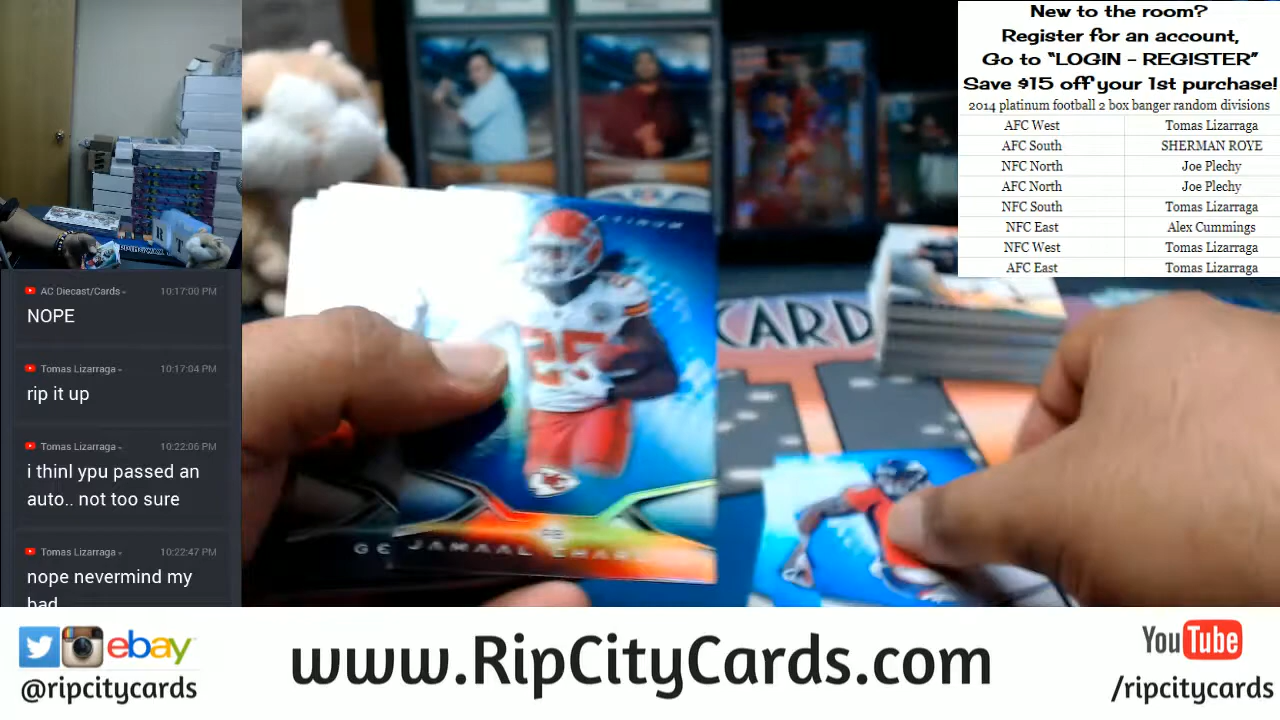 New to the room?
Register for an account,
Go to "LOGIN - REGISTER"
Save $15 off your 1st purchase!
2014 platinum football 2 box banger random divisions
AFC West Tomas Lizarraga
AFC South SHERMAN ROYE
NFC North Joe Plechy
AFC North Joe Plechy
NFC South Tomas Lizarraga
NFC East Alex Cummings
NFC West Tomas Lizarraga
AFC East Tomas Lizarraga
AC Diecast/Cards 10:17:00 PM
NOPE
Tomas Lizarraga 10:17:04 PM
rip it up
Tomas Lizarraga 10:22:06 PM
i thinl ypu passed an
auto.. not too sure
Tomas Lizarraga 10:22:47 PM
nope nevermind my
bad
CARD
25
RB
JAMAAL
GE
ebay
@ripcitycards
www.RipCityCards.com
YouTube
/ripcitycards